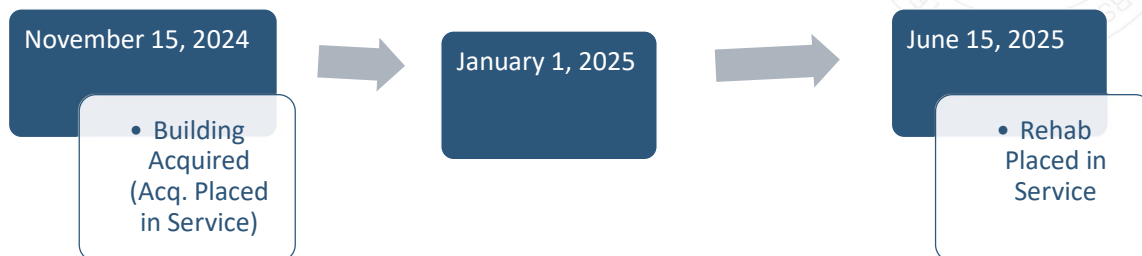 November 15, 2024
• Building
Acquired
(Acq. Placed
in Service)
January 1, 2025
June 15, 2025
• Rehab
Placed in
Service